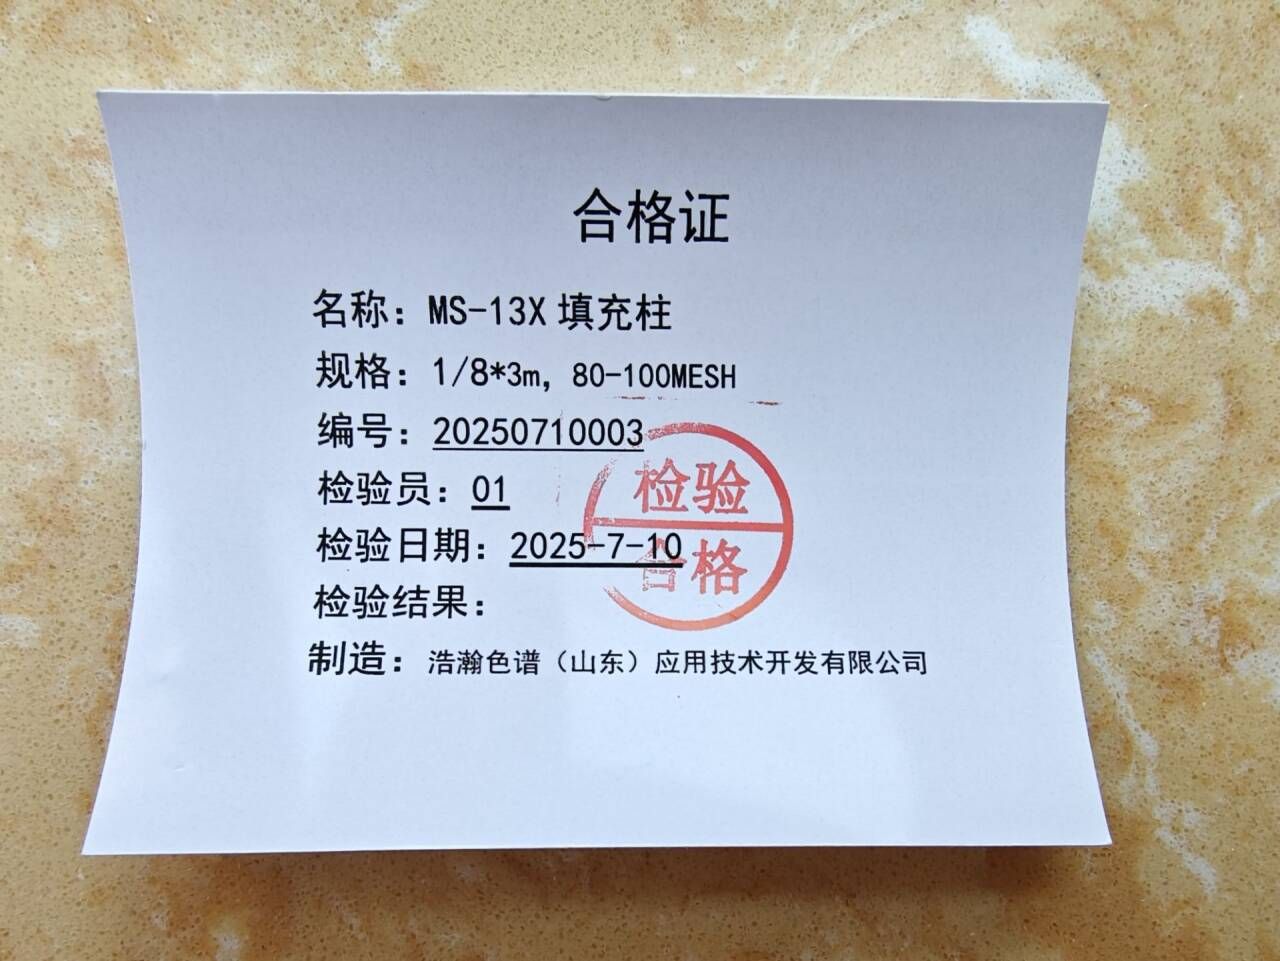 合格证
名称：MS-13X 填充柱
规格：1/8*3m，80-100MESH
编号：20250710003
检验员：01
检验日期：2025-7-10
检验结果：
制造：浩瀚色谱（山东）应用技术开发有限公司
检验
合格